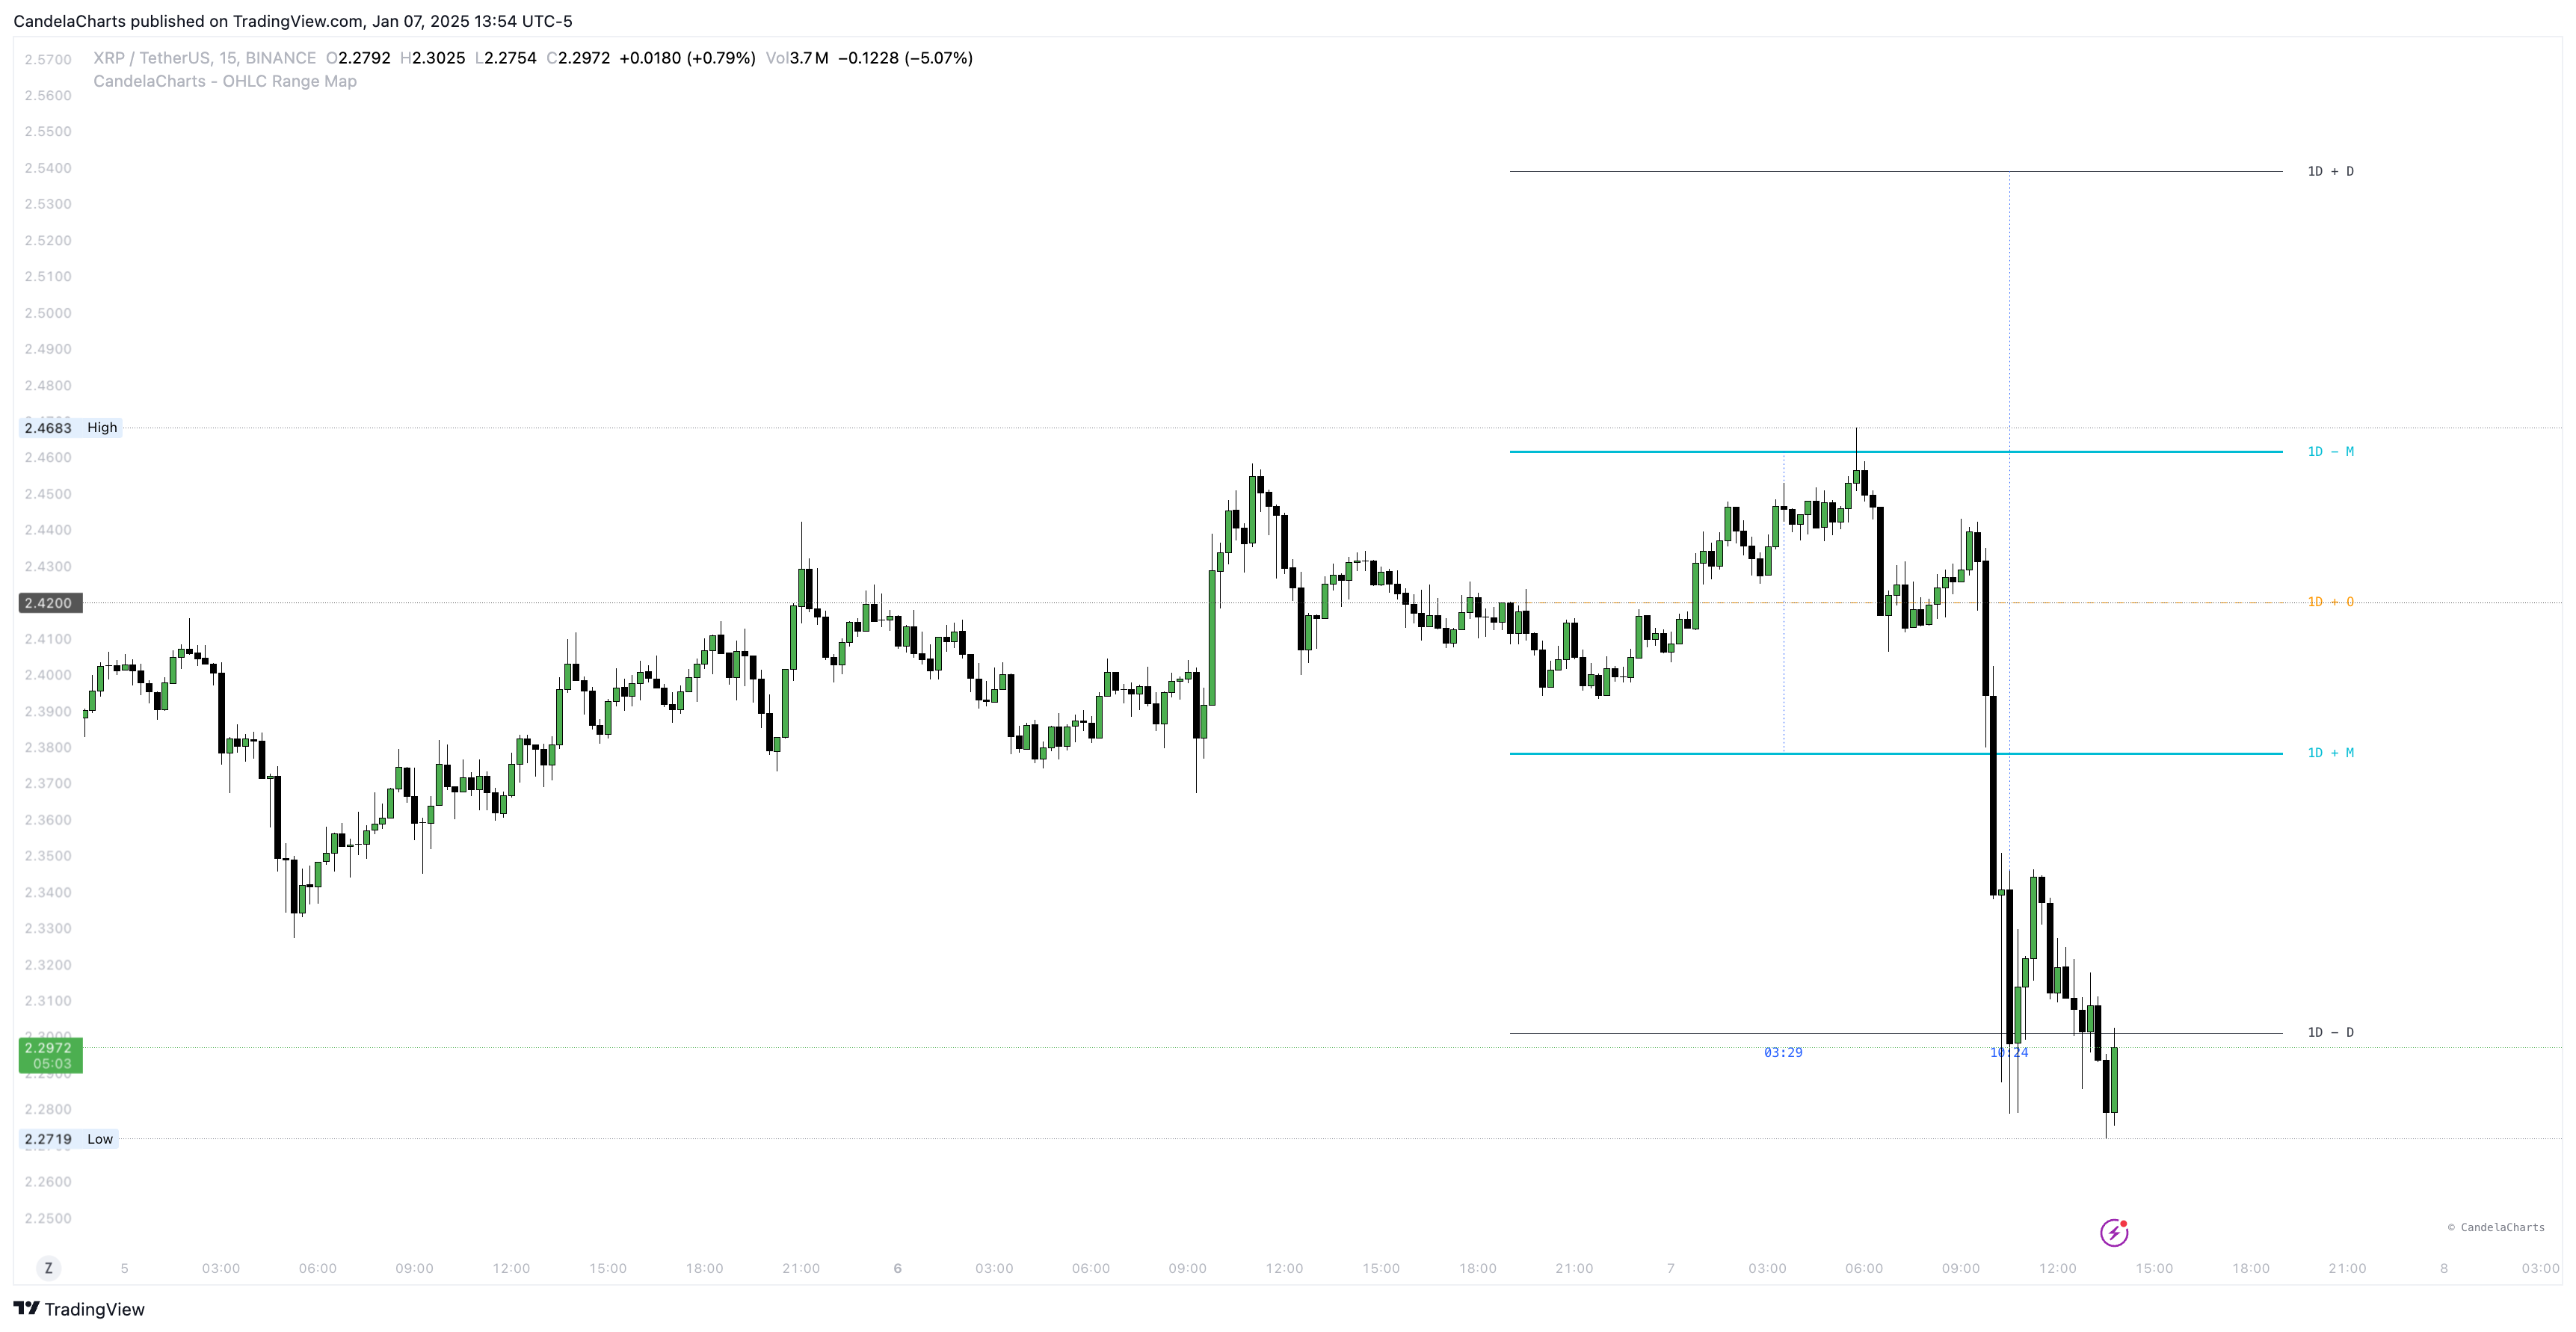 CandelaCharts published on TradingView.com, Jan 07, 2025 13:54 UTC-5
XRP / TetherUS, 15, BINANCE O2.2792 H2.3025 L2.2754 C2.2972 +0.0180 (+0.79%) Vol3.7 M −0.1228 (−5.07%)
CandelaCharts - OHLC Range Map
2.5700
2.5600
2.5500
2.5400
1D + D
2.5300
2.5200
2.5100
2.5000
2.4900
2.4800
2.4683 High
1D − M
2.4600
2.4500
2.4400
2.4300
2.4200
1D + O
2.4100
2.4000
2.3900
2.3800
1D + M
2.3700
2.3600
2.3500
2.3400
2.3300
2.3200
2.3100
1D − D
2.2972
03:29 10:24
05:03
2.2800
2.2719 Low
2.2600
2.2500
© CandelaCharts
Z 5 03:00 06:00 09:00 12:00 15:00 18:00 21:00 6 03:00 06:00 09:00 12:00 15:00 18:00 21:00 7 03:00 06:00 09:00 12:00 15:00 18:00 21:00 8 03:00
TradingView